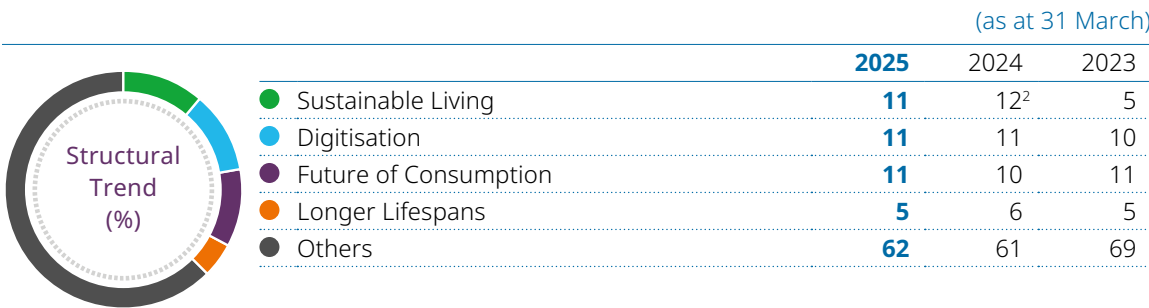 (as at 31 March)
2025 2024 2023
Structural
Trend
(%)
Sustainable Living 11 12² 5
Digitisation 11 11 10
Future of Consumption 11 10 11
Longer Lifespans 5 6 5
Others 62 61 69